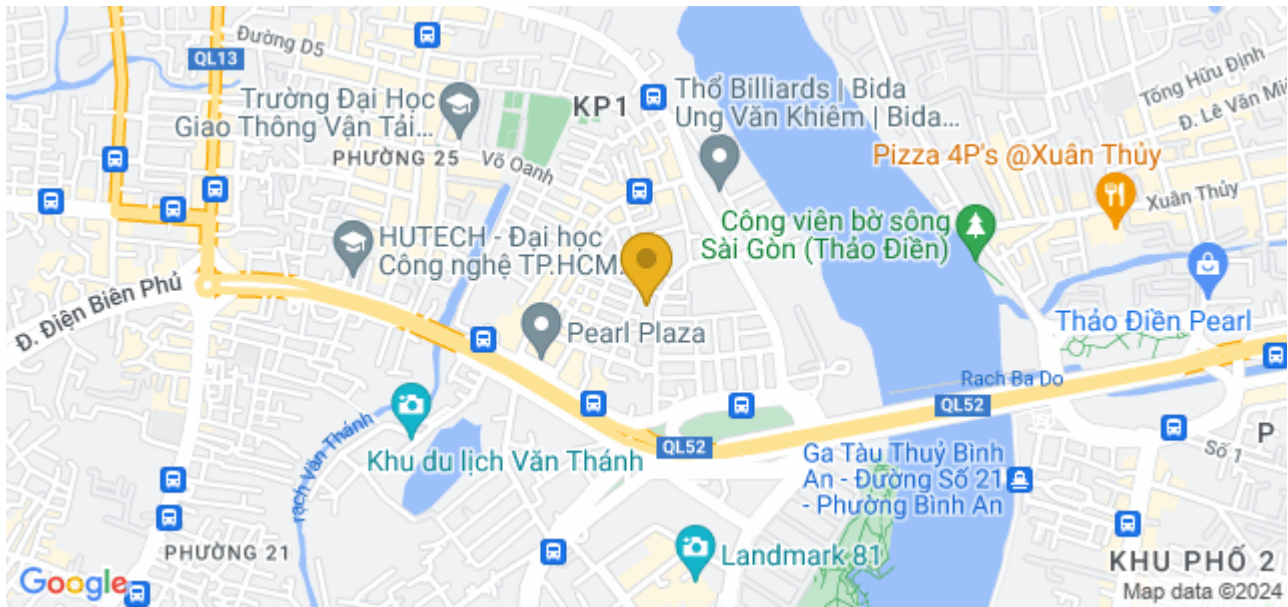 Đường D5
QL13
Trường Đại Học
Giao Thông Vận Tải...
PHƯỜNG 25
Võ Oanh
KP1
Thổ Billiards | Bida
Ung Văn Khiêm | Bida...
Tống Hữu Định
Đ. Lê Văn Miế
Pizza 4P's @Xuân Thủy
Xuân Thủy
HUTECH - Đại học
Công nghệ TP.HCM.
Công viên bờ sông
Sài Gòn (Thảo Điền)
Đ. Điện Biên Phủ
Pearl Plaza
Thảo Điền Pearl
Rach Ba Do
QL52
rạch Văn Thánh
Khu du lịch Văn Thánh
QL52
Ga Tàu Thuỷ Bình
An - Đường Số 21
- Phường Bình An
Số 1
P
PHƯỜNG 21
Landmark 81
KHU PHỐ 2
Google
Map data ©2024